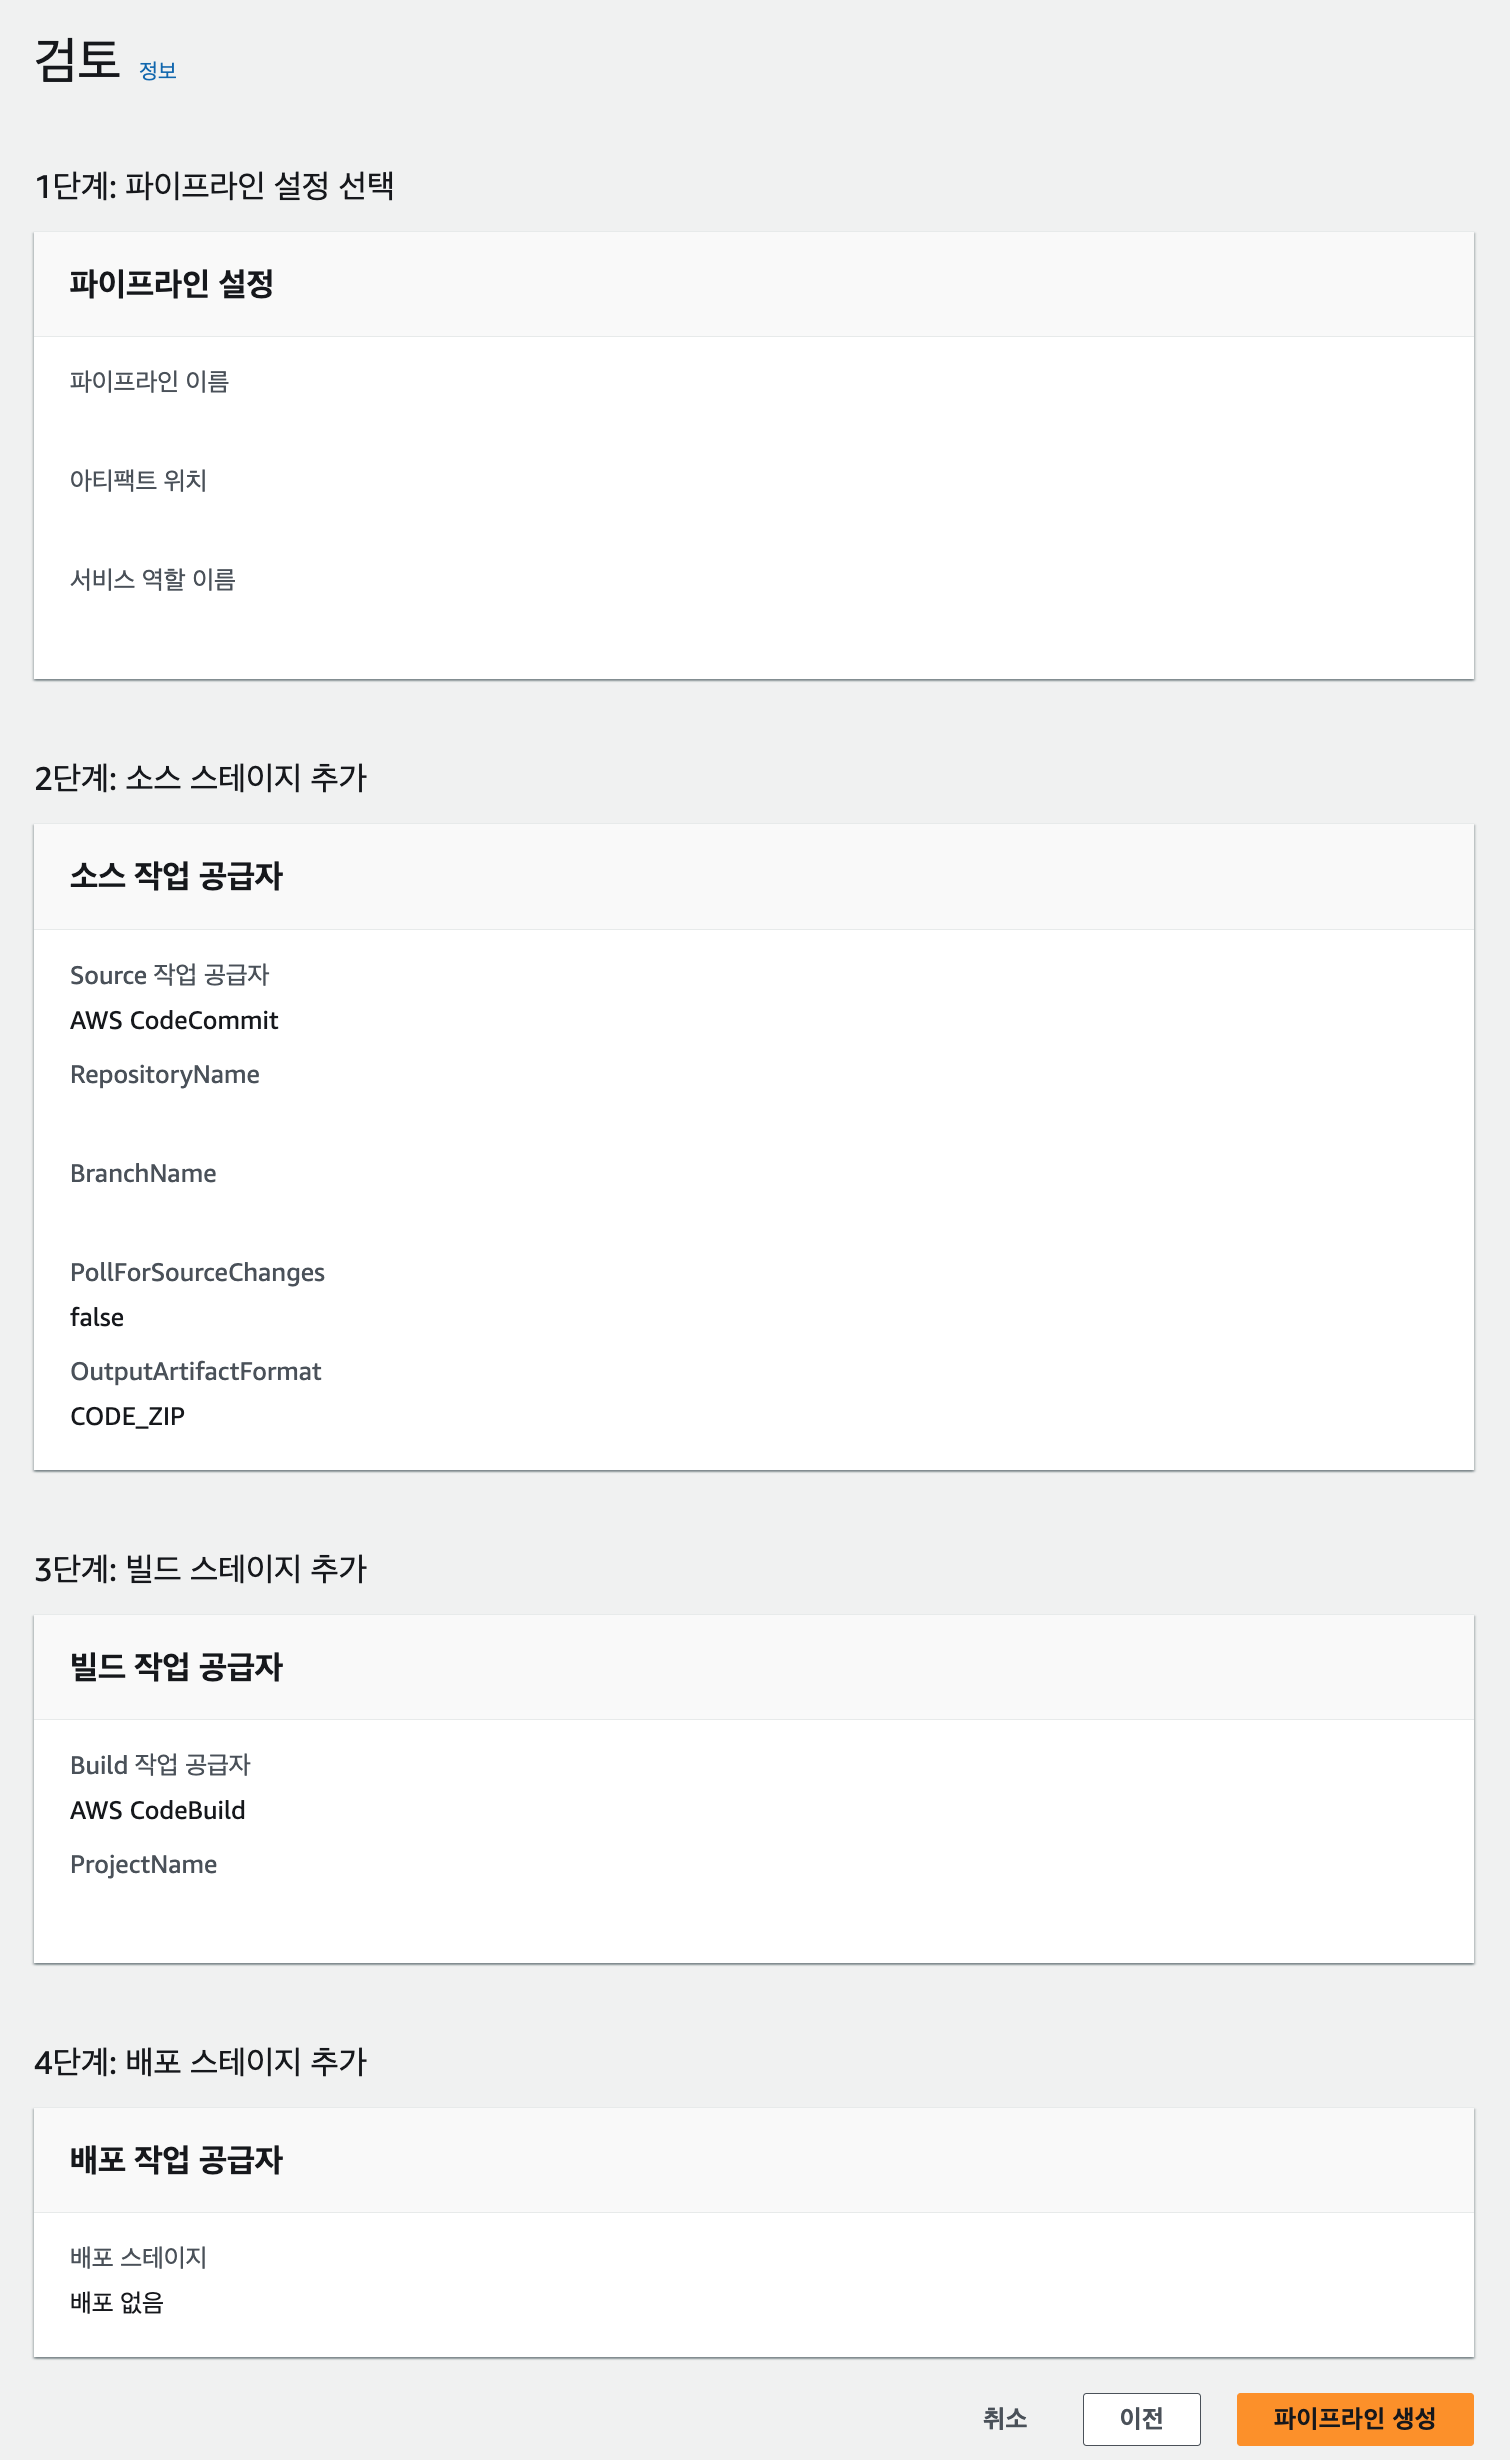 검토 정보
1단계: 파이프라인 설정 선택
파이프라인 설정
파이프라인 이름
아티팩트 위치
서비스 역할 이름
2단계: 소스 스테이지 추가
소스 작업 공급자
Source 작업 공급자
AWS CodeCommit
RepositoryName
BranchName
PollForSourceChanges
false
OutputArtifactFormat
CODE_ZIP
3단계: 빌드 스테이지 추가
빌드 작업 공급자
Build 작업 공급자
AWS CodeBuild
ProjectName
4단계: 배포 스테이지 추가
배포 작업 공급자
배포 스테이지
배포 없음
취소 이전 파이프라인 생성